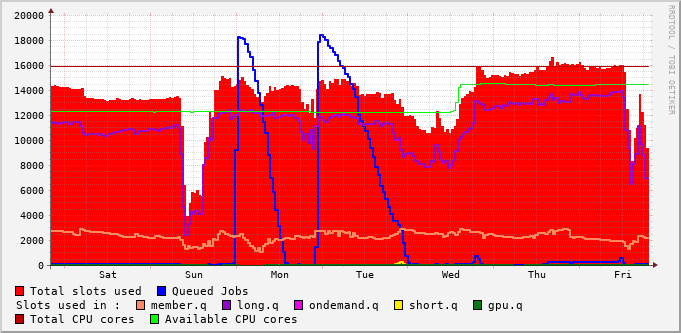 20000
18000
16000
14000
12000
10000
8000
6000
4000
2000
0
Sat Sun Mon Tue Wed Thu Fri
RRDTOOL / TOBI OETIKER
Total slots used Queued Jobs
Slots used in : member.q long.q ondemand.q short.q gpu.q
Total CPU cores Available CPU cores